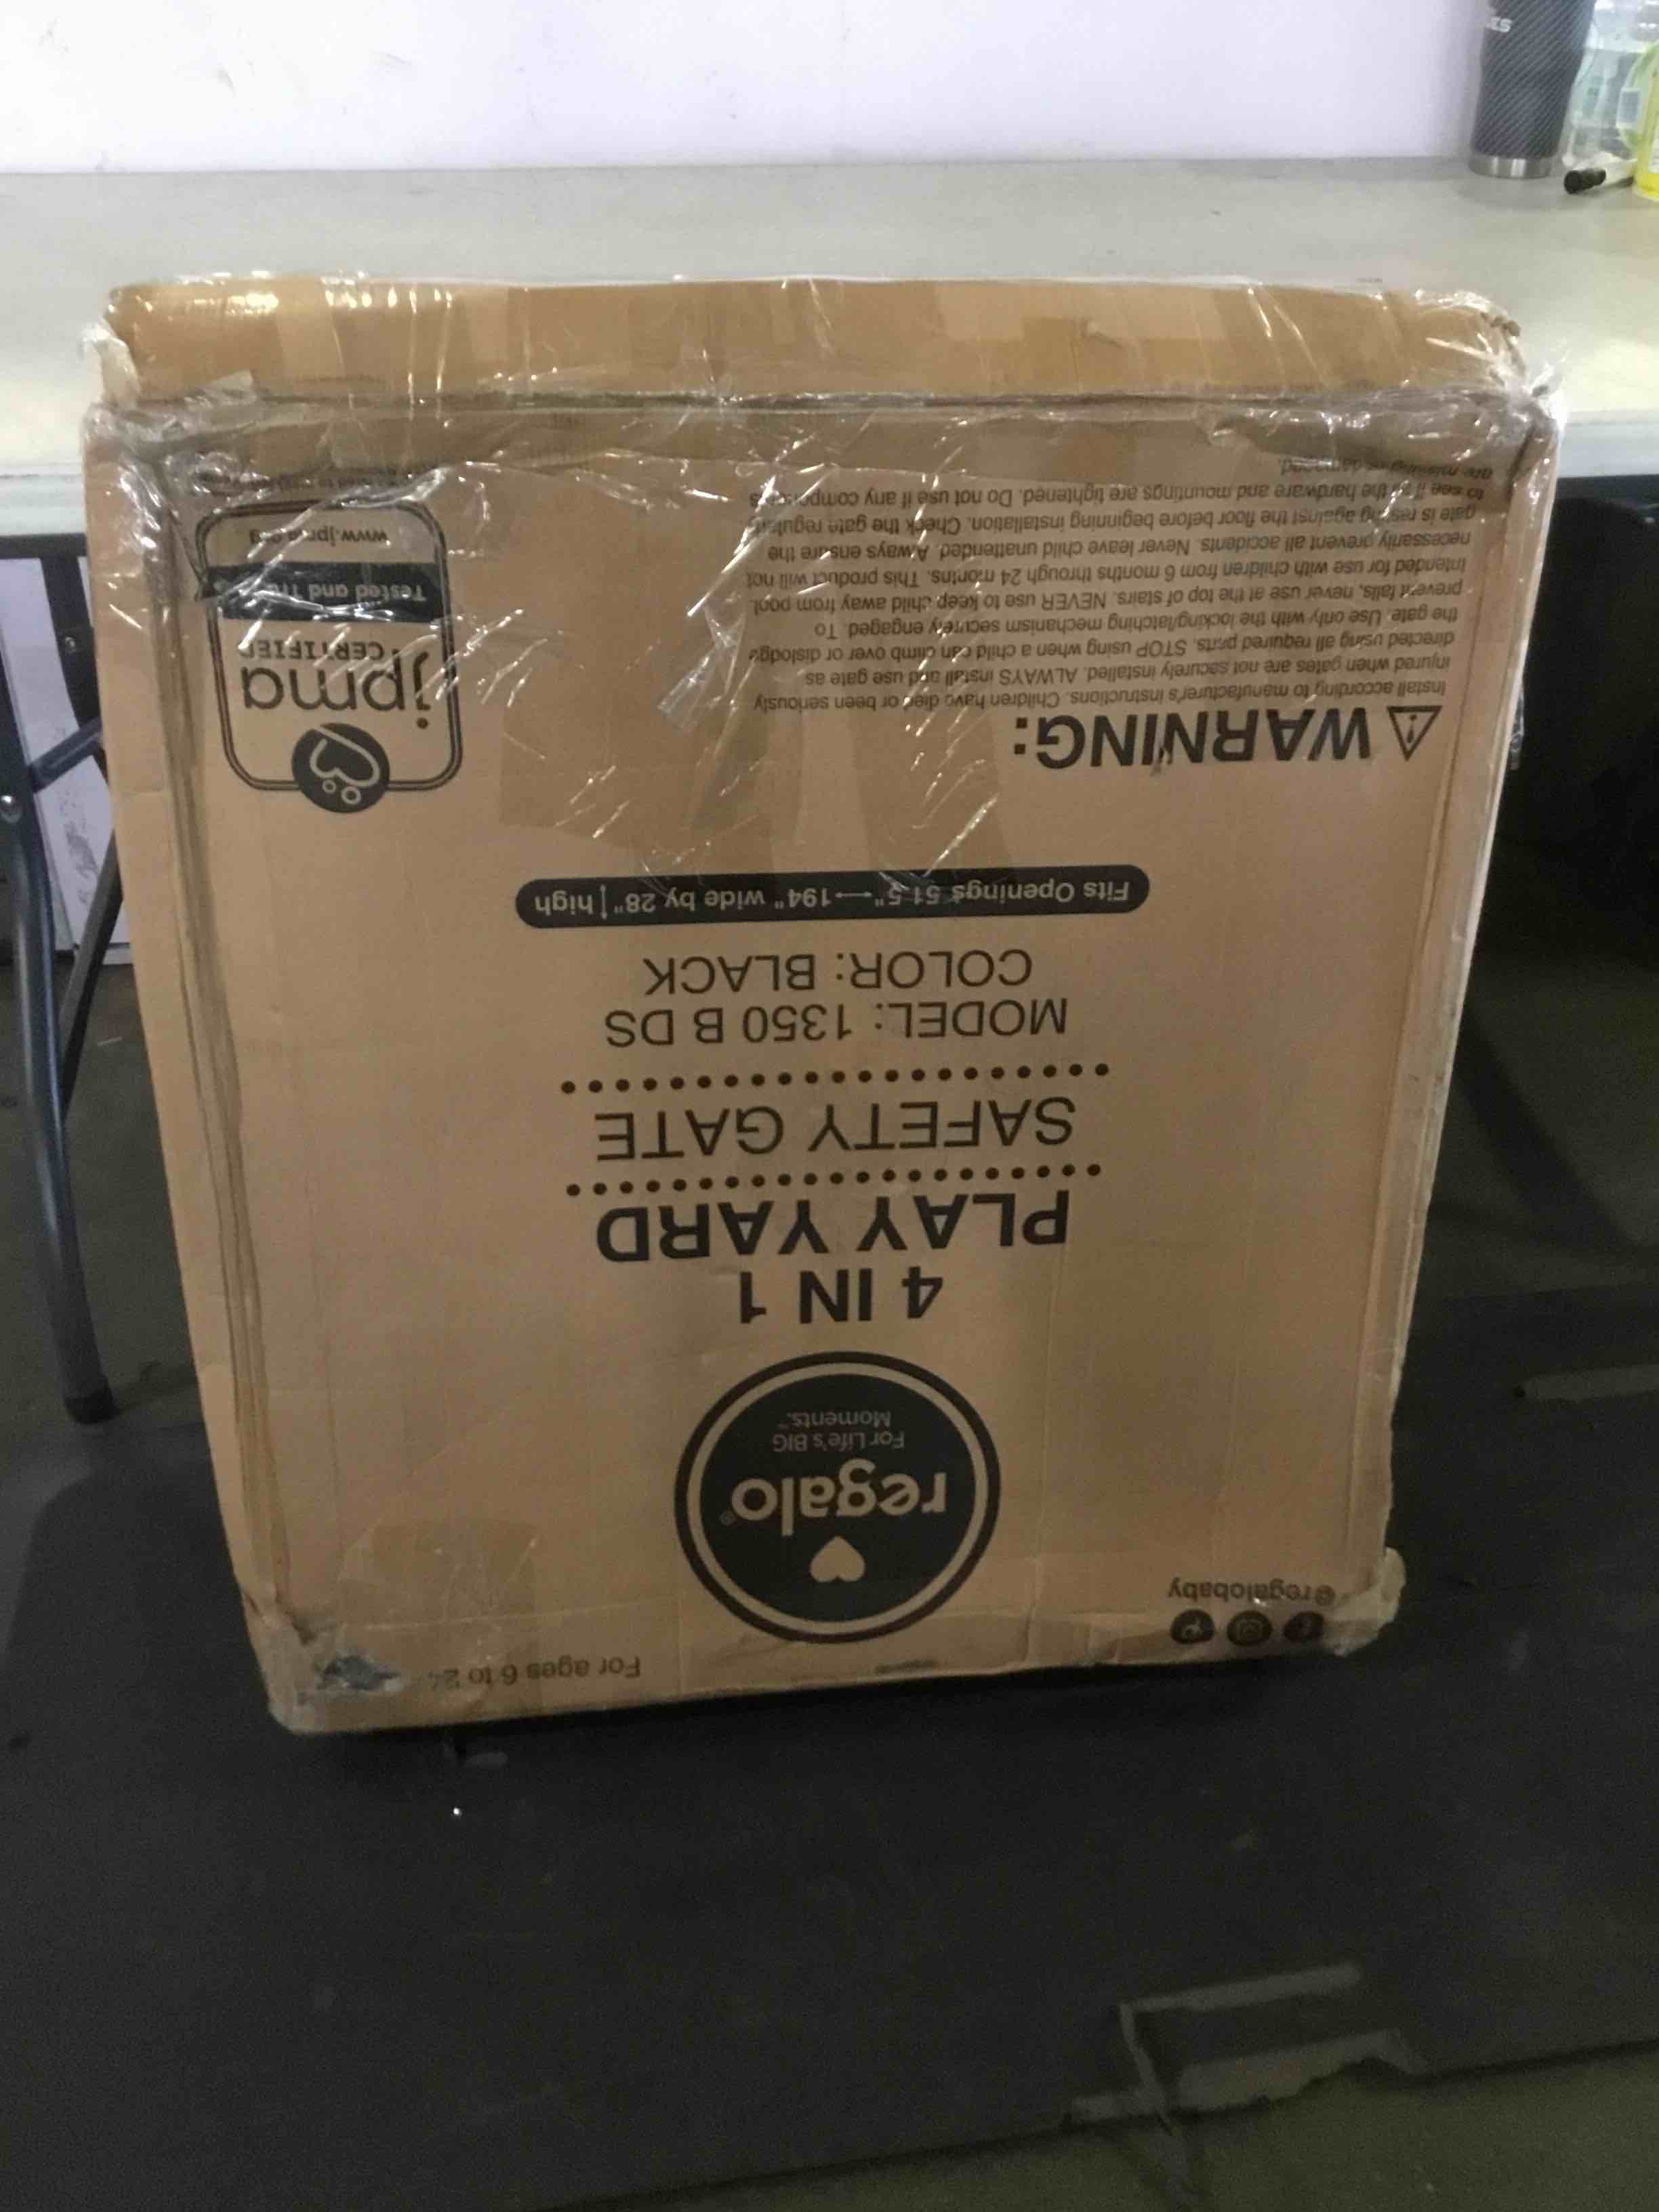 @regalobaby
For ages 6 to 24
regalo®
For Life's BIG
Moments.™
4 IN 1
PLAY YARD
SAFETY GATE
MODEL: 1350 B DS
COLOR: BLACK
Fits Openings 51.5" 194" wide by 28" high
WARNING:
Install according to manufacturer's instructions. Children have died or been seriously
injured when gates are not securely installed. ALWAYS install and use gate as
directed using all required parts. STOP using when a child can climb over or dislodge
the gate. Use only with the locking/latching mechanism securely engaged. To
prevent falls, never use at the top of stairs. NEVER use to keep child away from pool.
Intended for use with children from 6 months through 24 months. This product will not
necessarily prevent all accidents. Never leave child unattended. Always ensure the
gate is resting against the floor before beginning installation. Check the gate regularly
to see if all the hardware and mountings are tightened. Do not use if any components
are missing or damaged.
jpma
CERTIFIED
Tested and
www.jpma.org